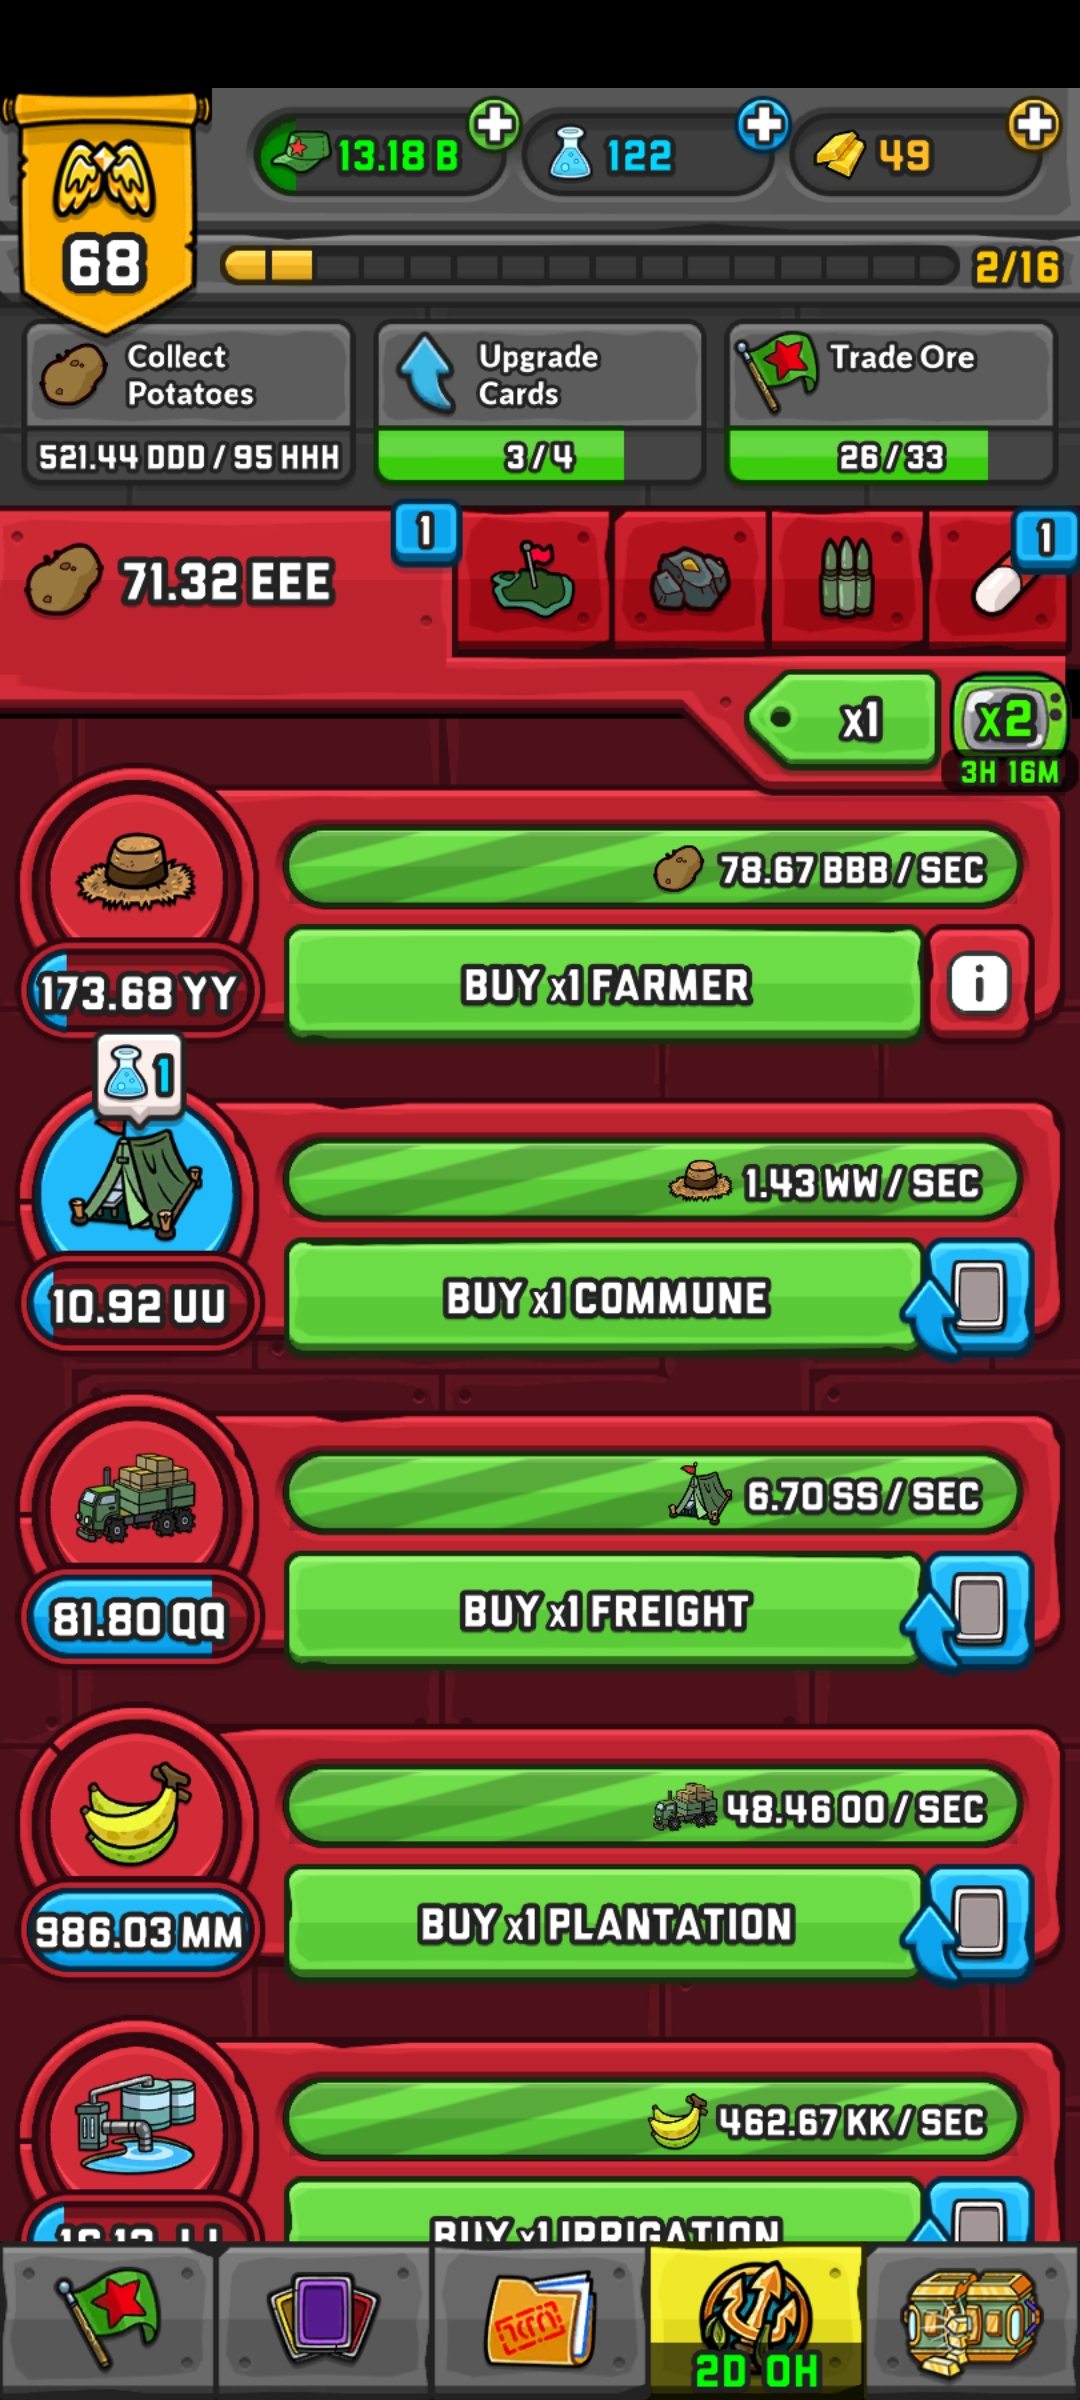 13.18 B
122
49
68
2/16
Collect
Potatoes
Upgrade
Cards
Trade Ore
521.44 DDD / 95 HHH
3/4
26/33
71.32 EEE
1
1
x1
x2
3H 16M
78.67 BBB / SEC
173.68 YY
BUY x1 FARMER
i
1
1.43 WW / SEC
10.92 UU
BUY x1 COMMUNE
6.70 SS / SEC
81.80 QQ
BUY x1 FREIGHT
48.46 OO / SEC
986.03 MM
BUY x1 PLANTATION
462.67 KK / SEC
BUY x1 IRRIGATION
2D 0H